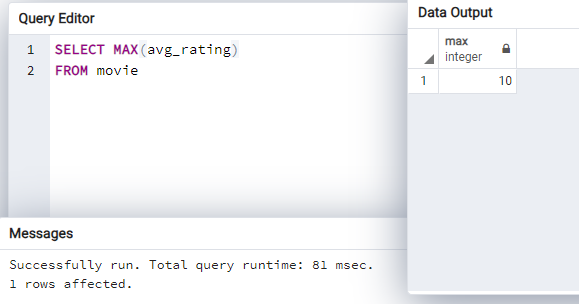 Query Editor
1 SELECT MAX(avg_rating)
2 FROM movie
Data Output
max
integer
1 10
Messages
Successfully run. Total query runtime: 81 msec.
1 rows affected.